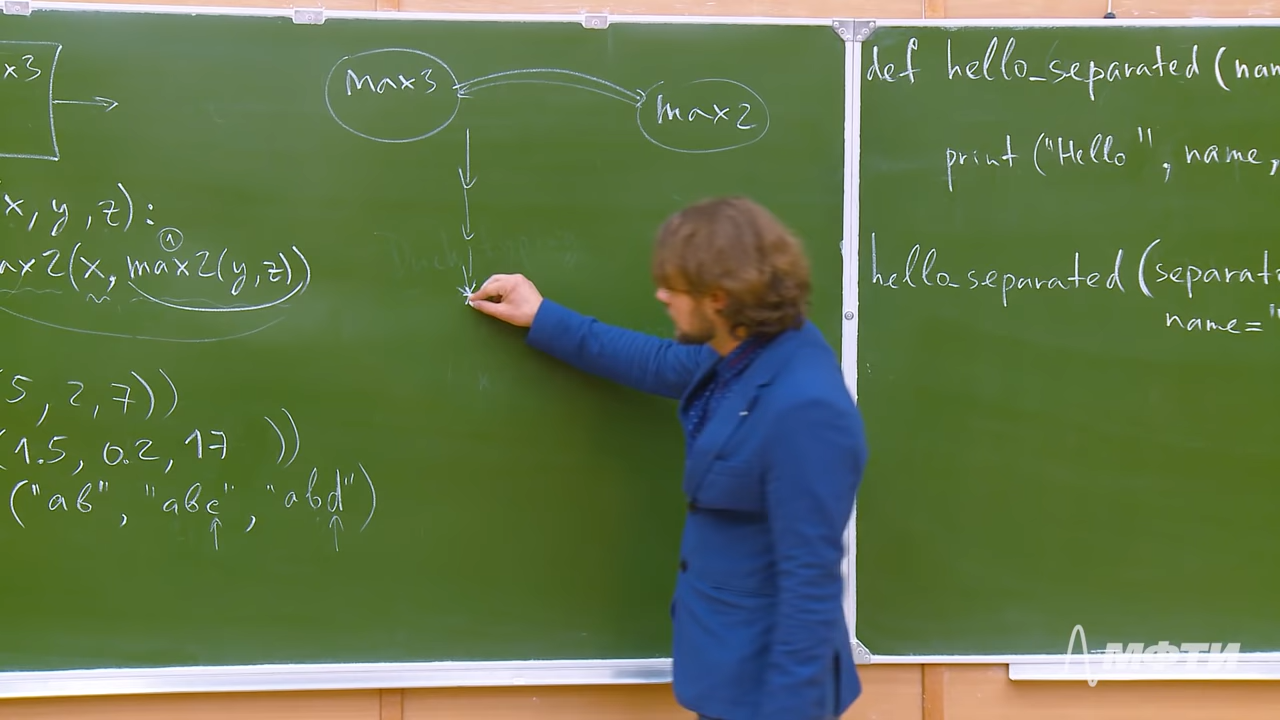 x3
x, y, z):
ax2(x, max2(y,z))
1
5, 2, 7))
(1.5, 0.2, 17 ))
("ab", "abc", "abd")
max3
max2
def hello_separated (nam
print ("Hello", name,
hello_separated (separat
name="
МФТИ